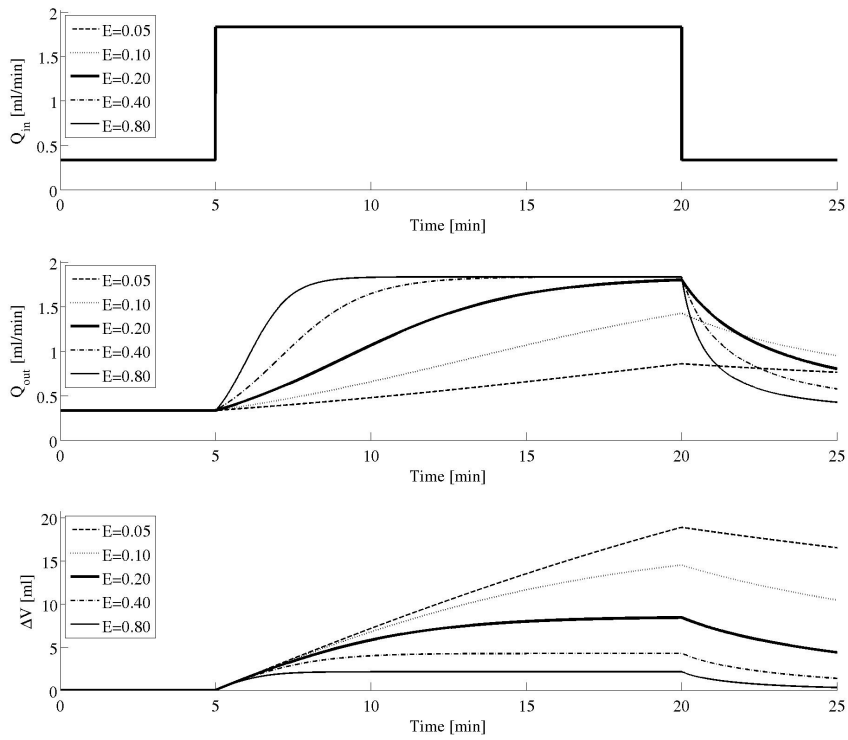 2
1.5
1
0.5
0
Q_in [ml/min]
E=0.05
E=0.10
E=0.20
E=0.40
E=0.80
0 5 10 15 20 25
Time [min]
2
1.5
1
0.5
0
Q_out [ml/min]
E=0.05
E=0.10
E=0.20
E=0.40
E=0.80
0 5 10 15 20 25
Time [min]
20
15
10
5
0
ΔV [ml]
E=0.05
E=0.10
E=0.20
E=0.40
E=0.80
0 5 10 15 20 25
Time [min]